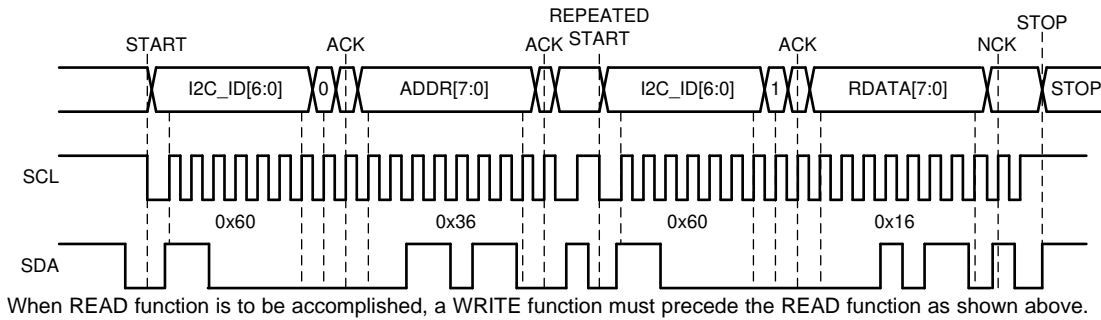 REPEATED
START ACK ACK START ACK NCK STOP
I2C_ID[6:0] 0 ADDR[7:0] I2C_ID[6:0] 1 RDATA[7:0] STOP
SCL
0x60 0x36 0x60 0x16
SDA
When READ function is to be accomplished, a WRITE function must precede the READ function as shown above.